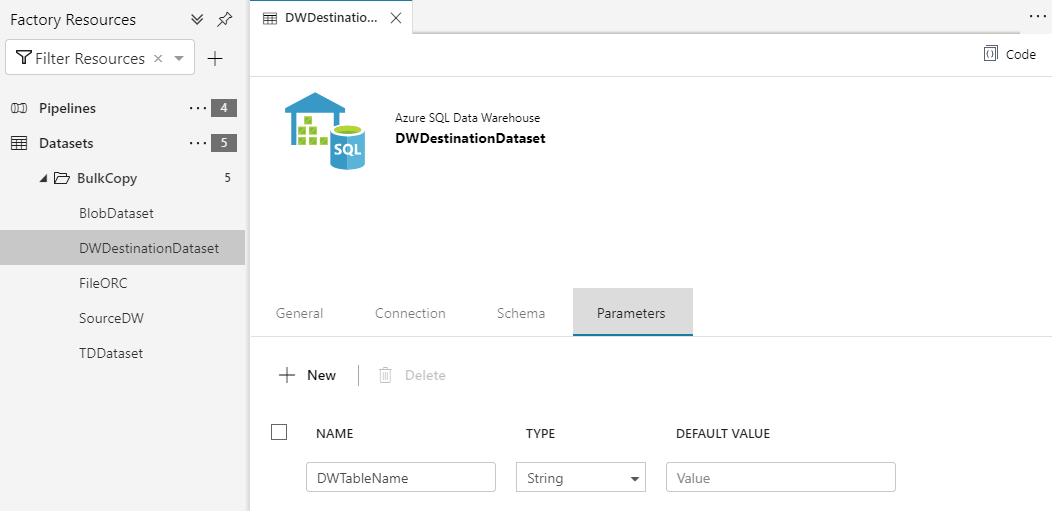 Factory Resources
Filter Resources
Pipelines ... 4
Datasets ... 5
BulkCopy 5
BlobDataset
DWDestinationDataset
FileORC
SourceDW
TDDataset
DWDestinatio...
...
Code
Azure SQL Data Warehouse
SQL
DWDestinationDataset
General Connection Schema Parameters
New Delete
NAME TYPE DEFAULT VALUE
DWTableName String Value